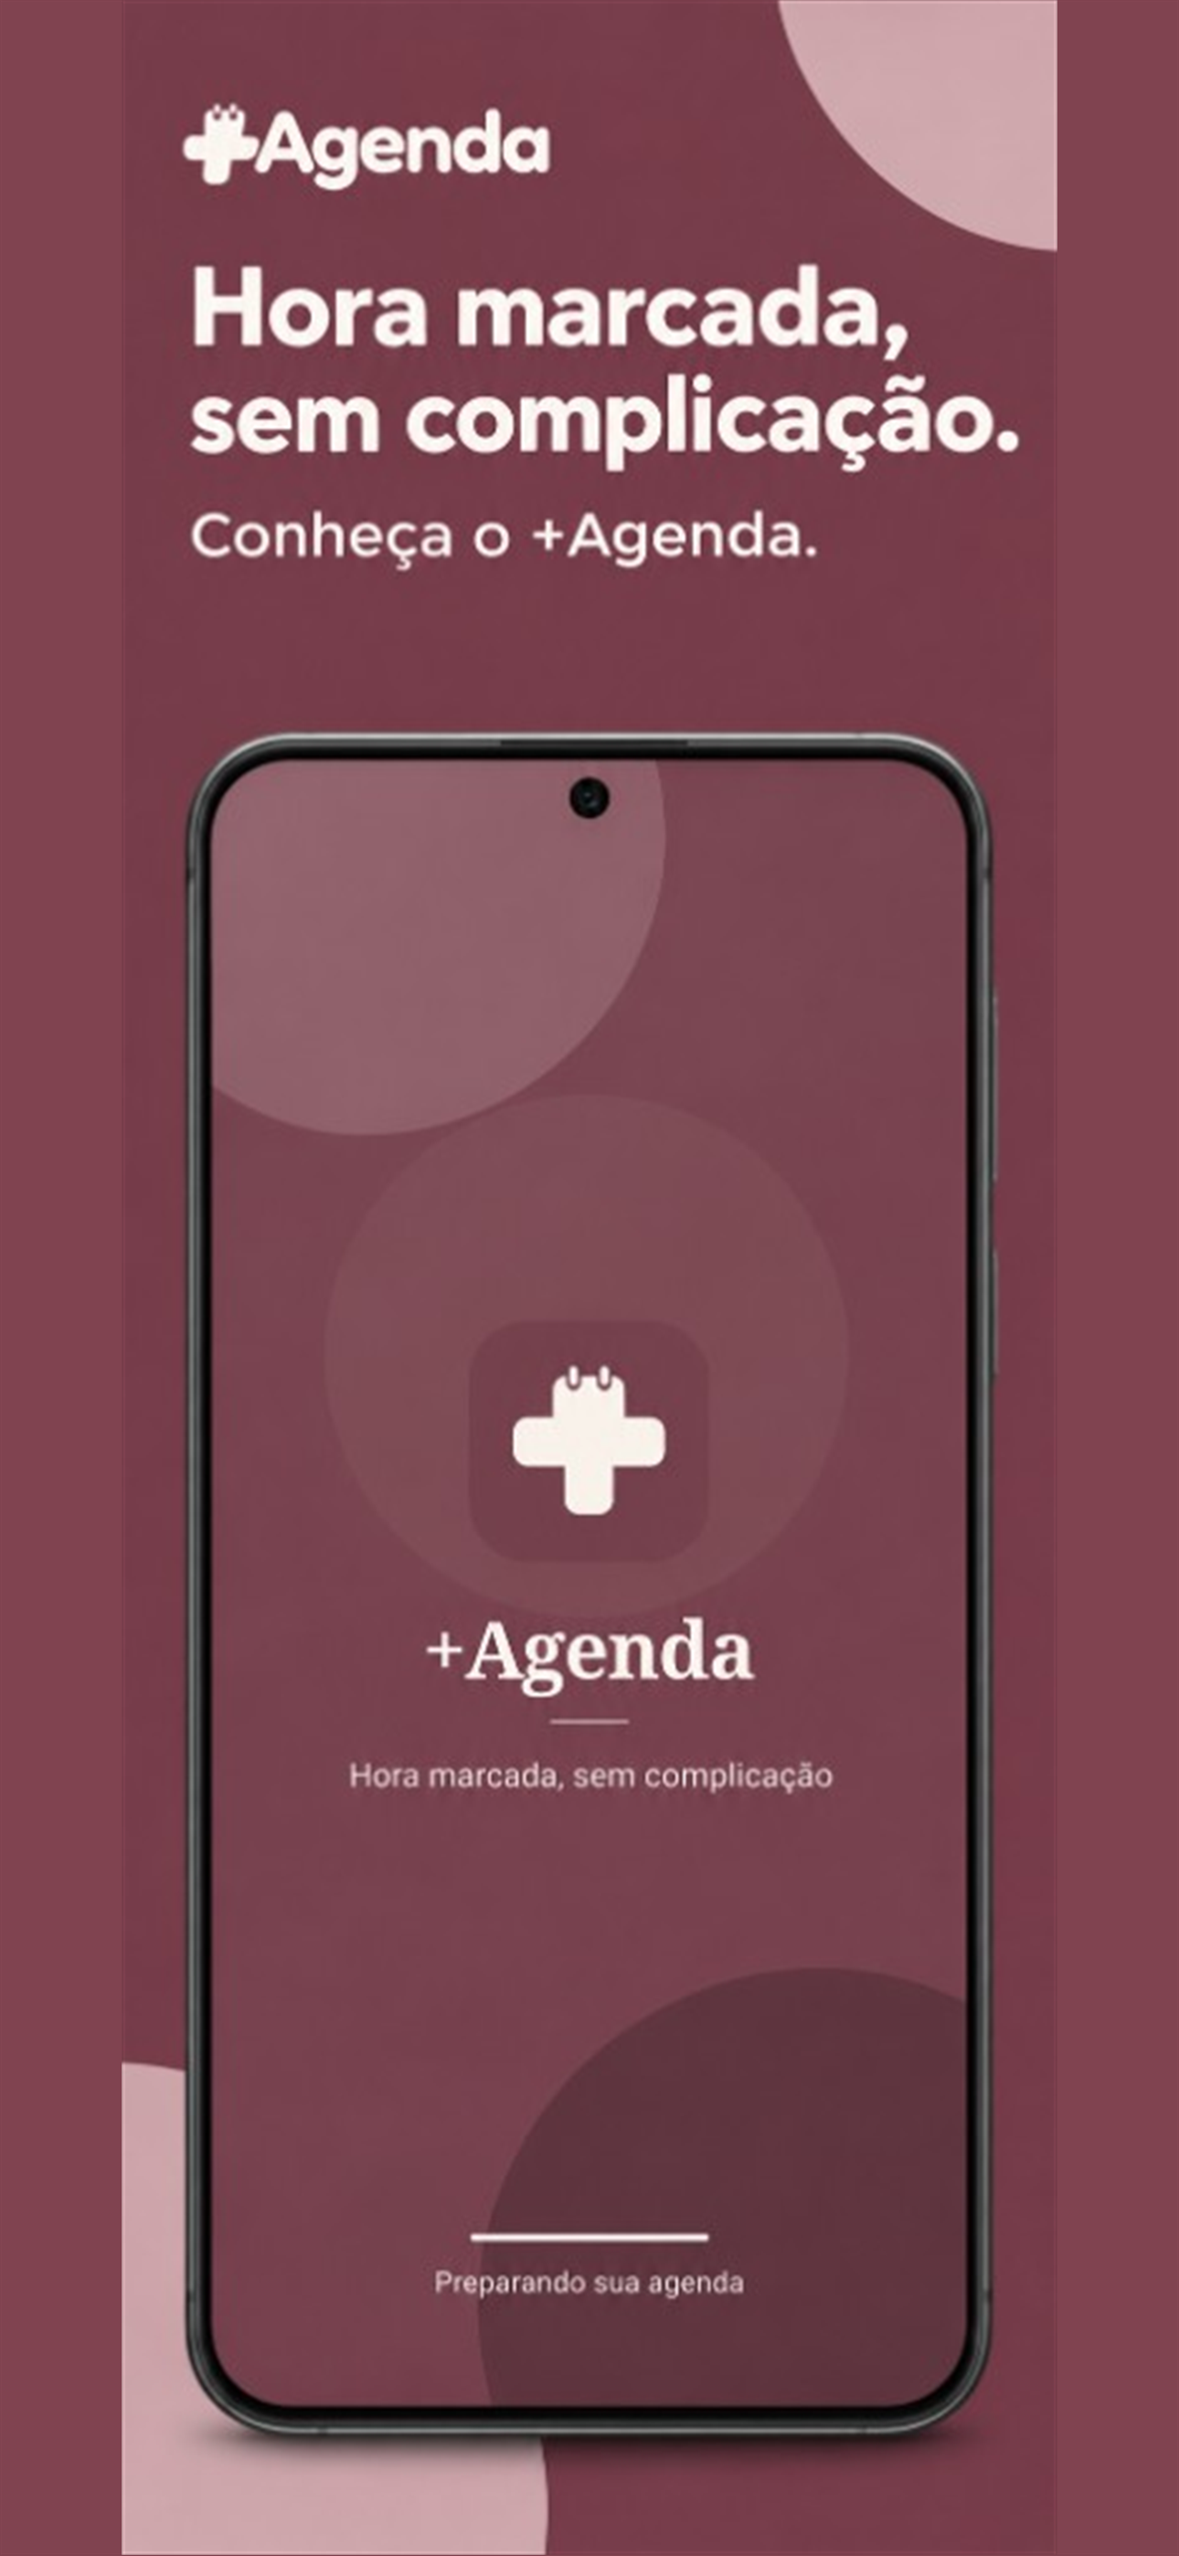 +Agenda
Hora marcada,
sem complicação.
Conheça o +Agenda.
+Agenda
Hora marcada, sem complicação
Preparando sua agenda